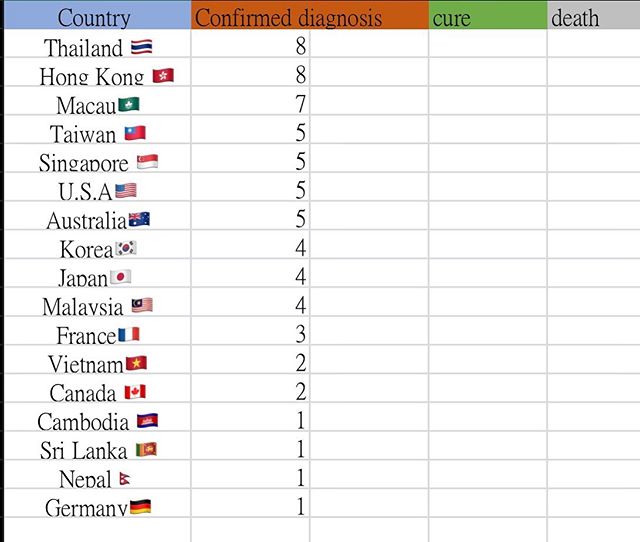 Country Confirmed diagnosis cure death
Thailand 🇹🇭 8
Hong Kong 🇭🇰 8
Macau🇲🇴 7
Taiwan 🇹🇼 5
Singapore 🇸🇬 5
U.S.A🇺🇸 5
Australia🇦🇺 5
Korea🇰🇷 4
Japan🇯🇵 4
Malaysia 🇲🇾 4
France🇫🇷 3
Vietnam🇻🇳 2
Canada 🇨🇦 2
Cambodia 🇰🇭 1
Sri Lanka 🇱🇰 1
Nepal 🇳🇵 1
Germany🇩🇪 1